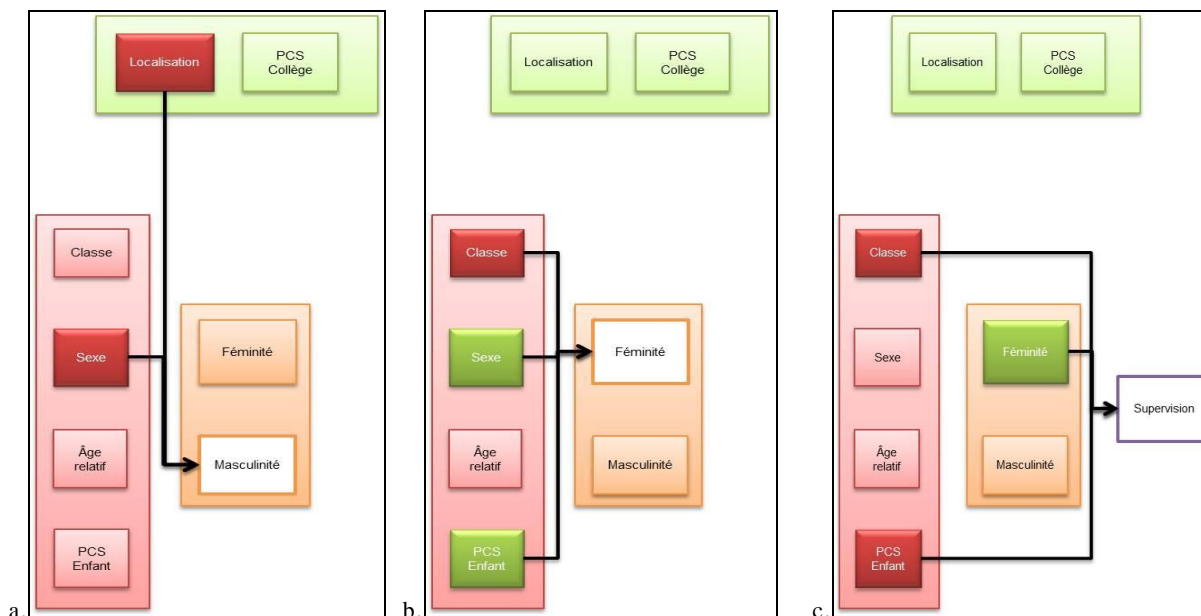 Localisation
PCS
Collège
Classe
Sexe
Féminité
Âge
relatif
Masculinité
PCS
Enfant
a.
Localisation
PCS
Collège
Classe
Sexe
Féminité
Âge
relatif
Masculinité
PCS
Enfant
b.
Localisation
PCS
Collège
Classe
Sexe
Féminité
Supervision
Âge
relatif
Masculinité
PCS
Enfant
c.